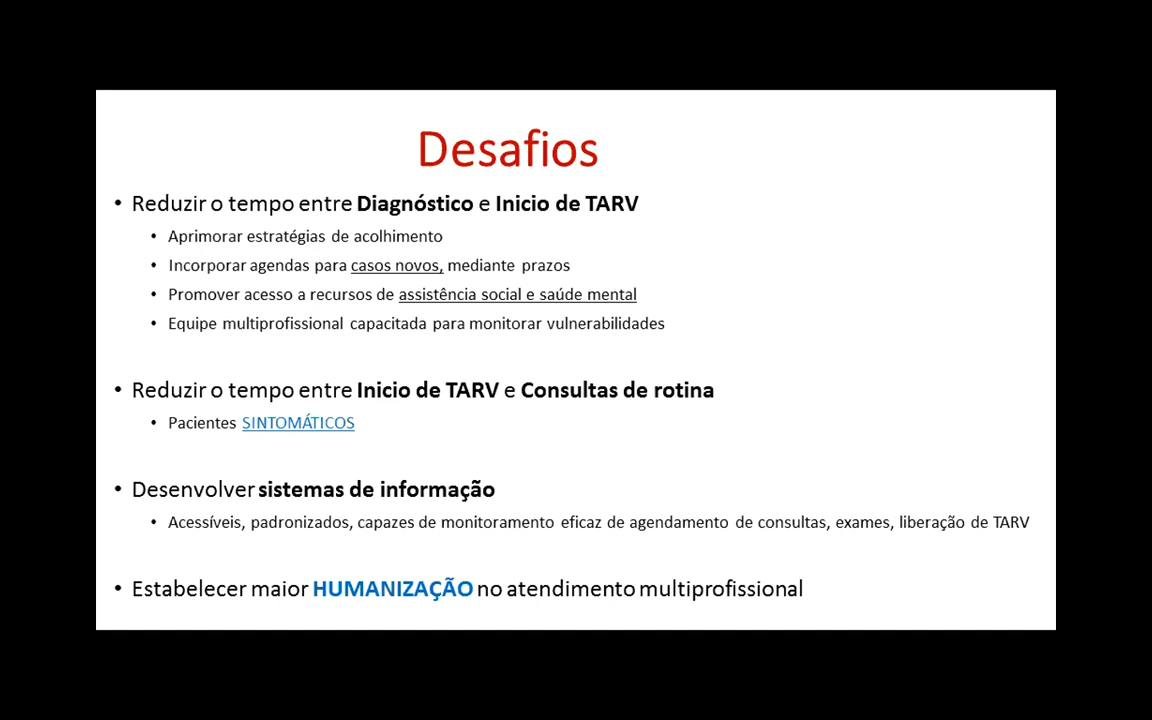 Desafios
• Reduzir o tempo entre Diagnóstico e Inicio de TARV
• Aprimorar estratégias de acolhimento
• Incorporar agendas para casos novos, mediante prazos
• Promover acesso a recursos de assistência social e saúde mental
• Equipe multiprofissional capacitada para monitorar vulnerabilidades
• Reduzir o tempo entre Inicio de TARV e Consultas de rotina
• Pacientes SINTOMÁTICOS
• Desenvolver sistemas de informação
• Acessíveis, padronizados, capazes de monitoramento eficaz de agendamento de consultas, exames, liberação de TARV
• Estabelecer maior HUMANIZAÇÃO no atendimento multiprofissional